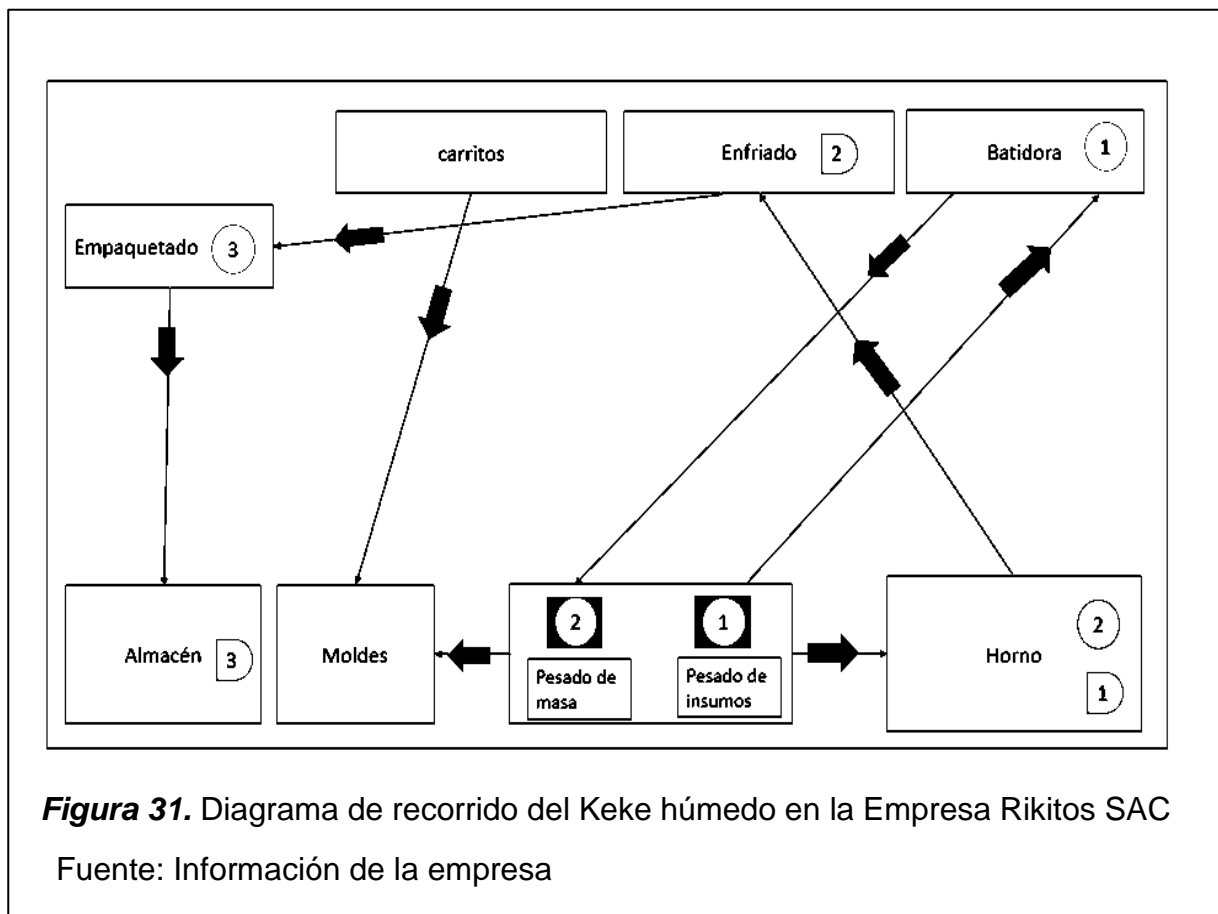 carritos
Enfriado 2
Batidora 1
Empaquetado 3
Almacén 3
Moldes
2
Pesado de
masa
1
Pesado de
insumos
Horno
2
1
Figura 31. Diagrama de recorrido del Keke húmedo en la Empresa Rikitos SAC
Fuente: Información de la empresa